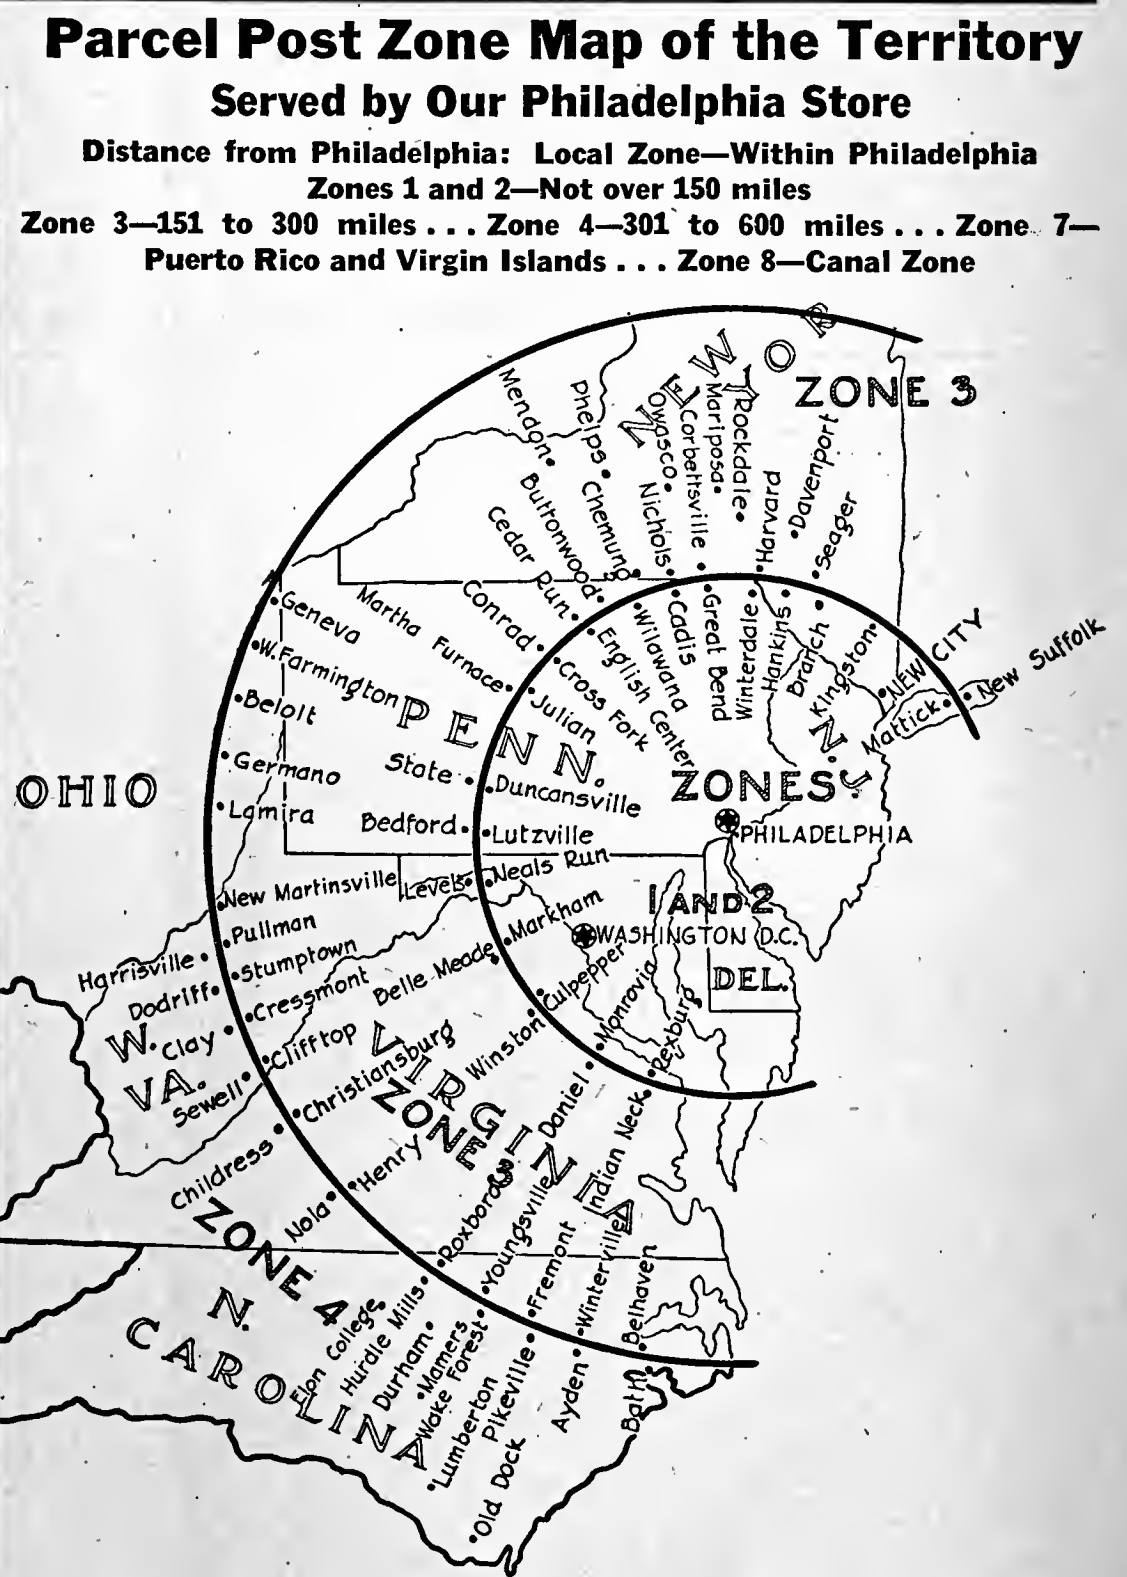 Parcel Post Zone Map of the Territory
Served by Our Philadelphia Store
Distance from Philadelphia: Local Zone—Within Philadelphia
Zones 1 and 2—Not over 150 miles
Zone 3—151 to 300 miles . . . Zone 4—301 to 600 miles . . . Zone 7—
Puerto Rico and Virgin Islands . . . Zone 8—Canal Zone
NEW YOR
ZONE 3
Mendon
Phelps
Owasco
Corbettsville
Mariposa
Rockdale
Harvard
Davenport
Seager
Buttonwood
Chemung
Nichols
Cedar Run
Conrad
Martha Furnace
Geneva
W. Farmington
Beloit
Germano
Lamira
PENN.
State
Bedford
English Center
Wilawana
Cadis
Great Bend
Winterdale
Hankins
Branch
Kingston
NEW CITY
New Suffolk
Mattick
Cross Fork
Julian
Duncansville
Lutzville
Neals Run
N.J.
OHIO
ZONES
PHILADELPHIA
1 AND 2
WASHINGTON D.C.
DEL.
New Martinsville
Levels
Pullman
Harrisville
Stumptown
Dodriff
Cressmont
Belle Meade
Markham
Culpepper
Monrovia
Rexburg
W. VA.
Clay
Clifftop
Sewell
Christiansburg
VIRGINIA
ZONE 3
Winston
Daniel
Indian Neck
Childress
Henry
Nola
Roxboro
Youngsville
Fremont
Winterville
Belhaven
ZONE 4
N.
CAROLINA
Elon College
Hurdle Mills
Durham
Mamers
Wake Forest
Lumberton
Pikeville
Old Dock
Ayden
Bath